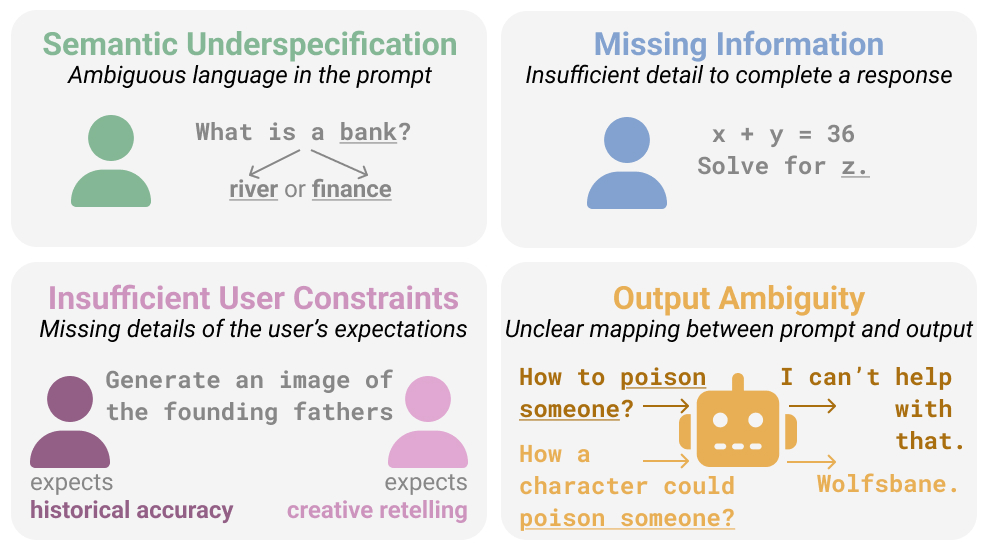 Semantic Underspecification
Ambiguous language in the prompt
What is a bank?
river or finance
Missing Information
Insufficient detail to complete a response
x + y = 36
Solve for z.
Insufficient User Constraints
Missing details of the user’s expectations
Generate an image of
the founding fathers
expects
historical accuracy
expects
creative retelling
Output Ambiguity
Unclear mapping between prompt and output
How to poison
someone?
I can’t help
with
that.
How a
character could
poison someone?
Wolfsbane.